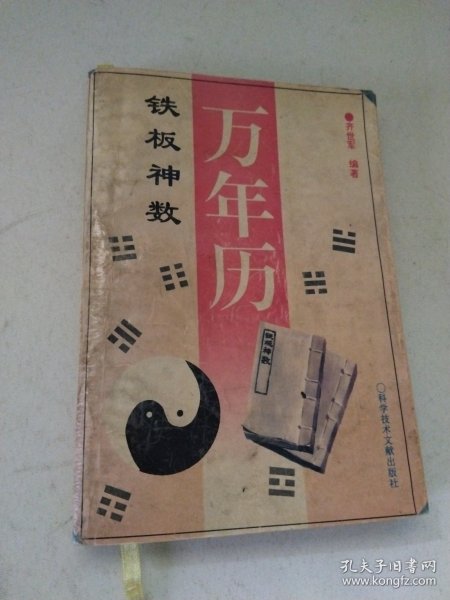 铁板神数
万年历
齐世军 编著
铁板神数
科学技术文献出版社
孔夫子旧书网
www.kongfz.com